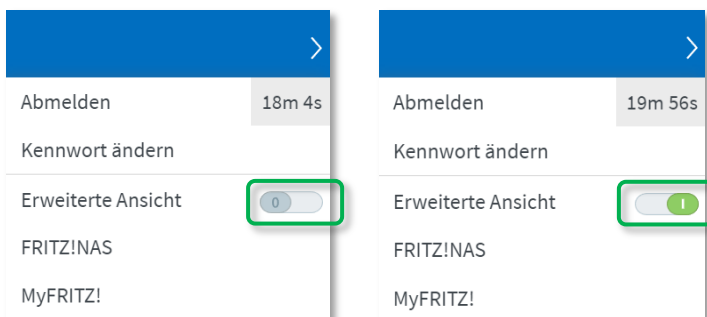 Abmelden 18m 4s
Kennwort ändern
Erweiterte Ansicht 0
FRITZ!NAS
MyFRITZ!
Abmelden 19m 56s
Kennwort ändern
Erweiterte Ansicht I
FRITZ!NAS
MyFRITZ!